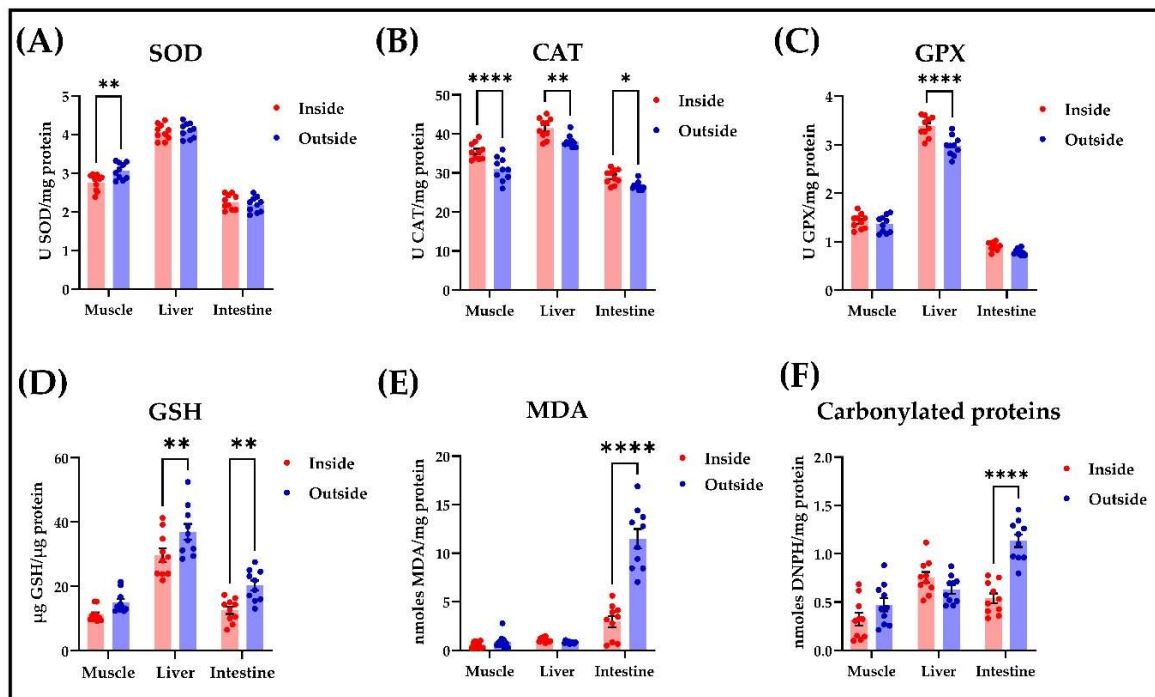 (A)
SOD
**
U SOD/mg protein
5
4
3
2
1
0
Muscle
Liver
Intestine
Inside
Outside
(B)
CAT
****
**
*
U CAT/mg protein
50
40
30
20
10
0
Muscle
Liver
Intestine
Inside
Outside
(C)
GPX
****
U GPX/mg protein
4
3
2
1
0
Muscle
Liver
Intestine
Inside
Outside
(D)
GSH
**
**
µg GSH/µg protein
60
40
20
0
Muscle
Liver
Intestine
Inside
Outside
(E)
MDA
****
nmoles MDA/mg protein
20
15
10
5
0
Muscle
Liver
Intestine
Inside
Outside
(F)
Carbonylated proteins
****
nmoles DNPH/mg protein
2.0
1.5
1.0
0.5
0.0
Muscle
Liver
Intestine
Inside
Outside